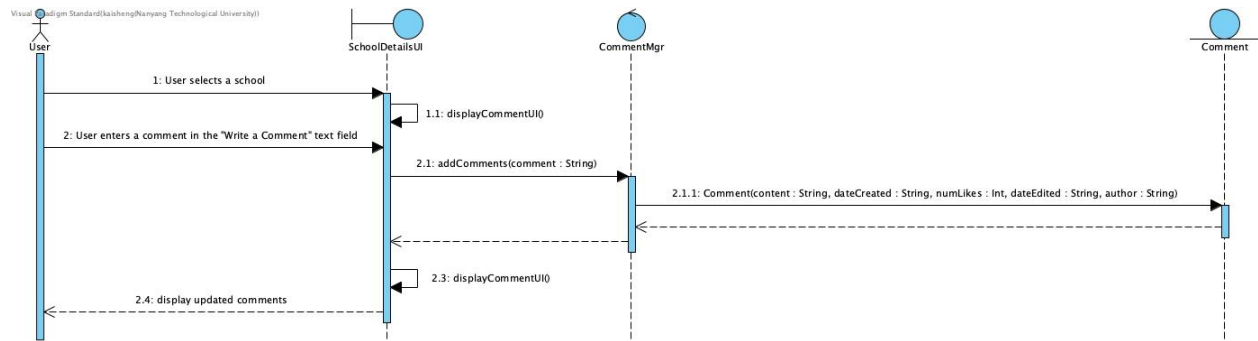 Visual Paradigm Standard(kaisheng(Nanyang Technological University))
User
SchoolDetailsUI
CommentMgr
Comment
1: User selects a school
1.1: displayCommentUI()
2: User enters a comment in the "Write a Comment" text field
2.1: addComments(comment : String)
2.1.1: Comment(content : String, dateCreated : String, numLikes : Int, dateEdited : String, author : String)
2.3: displayCommentUI()
2.4: display updated comments